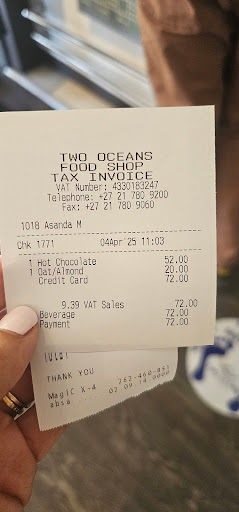 TWO OCEANS
FOOD SHOP
TAX INVOICE
VAT Number: 4330183247
Telephone: +27 21 780 9200
Fax: +27 21 780 9060
1018 Asanda M
Chk 1771 04Apr'25 11:03
1 Hot Chocolate 52.00
1 Oat/Almond 20.00
Credit Card 72.00
9.39 VAT Sales 72.00
Beverage 72.00
Payment 72.00
THANK YOU
MagIC X-4